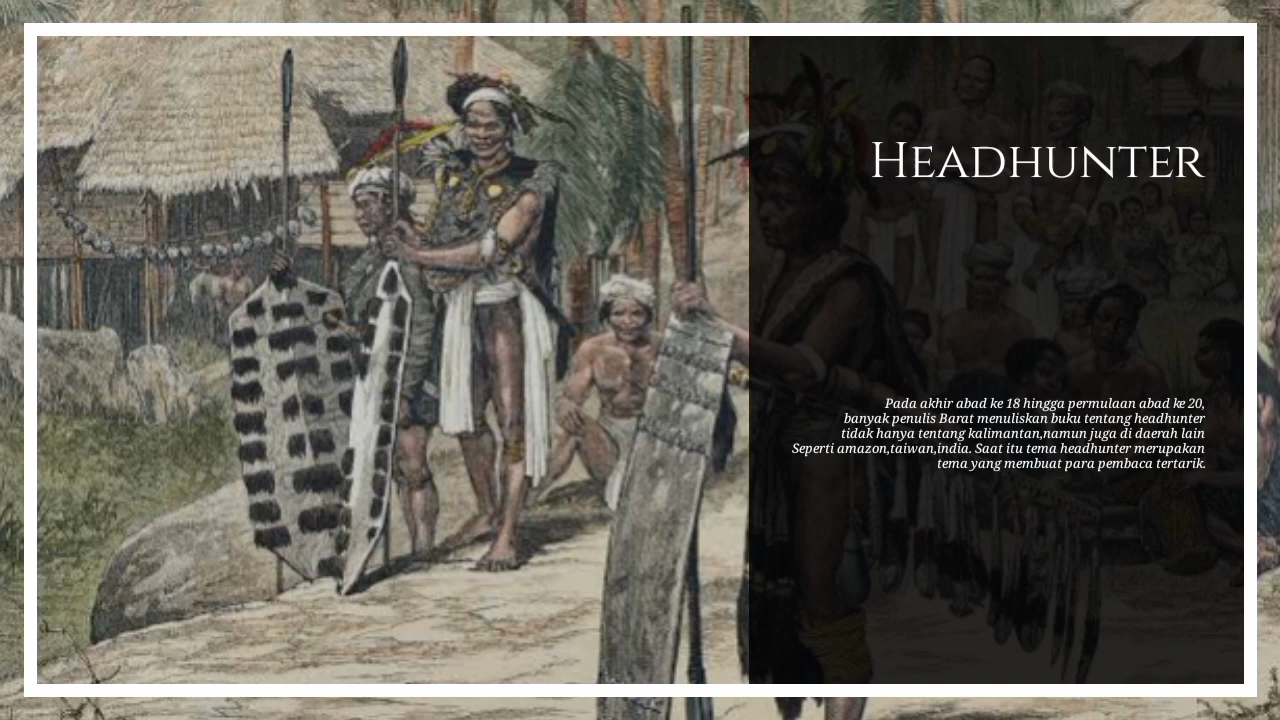 Headhunter
Pada akhir abad ke 18 hingga permulaan abad ke 20,
banyak penulis Barat menuliskan buku tentang headhunter
tidak hanya tentang kalimantan,namun juga di daerah lain
Seperti amazon,taiwan,india. Saat itu tema headhunter merupakan
tema yang membuat para pembaca tertarik.